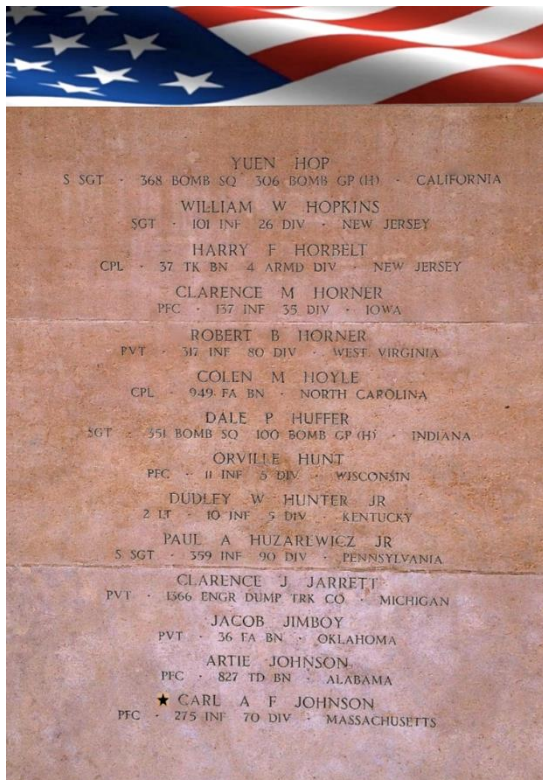 YUEN HOP
S SGT · 368 BOMB SQ 306 BOMB GP (H) · CALIFORNIA
WILLIAM W HOPKINS
SGT · 101 INF 26 DIV · NEW JERSEY
HARRY F HORBELT
CPL · 37 TK BN 4 ARMD DIV · NEW JERSEY
CLARENCE M HORNER
PFC · 137 INF 35 DIV · IOWA
ROBERT B HORNER
PVT · 317 INF 80 DIV · WEST VIRGINIA
COLEN M HOYLE
CPL · 949 FA BN · NORTH CAROLINA
DALE P HUFFER
SGT · 351 BOMB SQ 100 BOMB GP (H) · INDIANA
ORVILLE HUNT
PFC · 11 INF 5 DIV · WISCONSIN
DUDLEY W HUNTER JR
2 LT · 10 INF 5 DIV · KENTUCKY
PAUL A HUZAREWICZ JR
S SGT · 359 INF 90 DIV · PENNSYLVANIA
CLARENCE J JARRETT
PVT · 1366 ENGR DUMP TRK CO · MICHIGAN
JACOB JIMBOY
PVT · 36 FA BN · OKLAHOMA
ARTIE JOHNSON
PFC · 827 TD BN · ALABAMA
★ CARL A F JOHNSON
PFC · 275 INF 70 DIV · MASSACHUSETTS